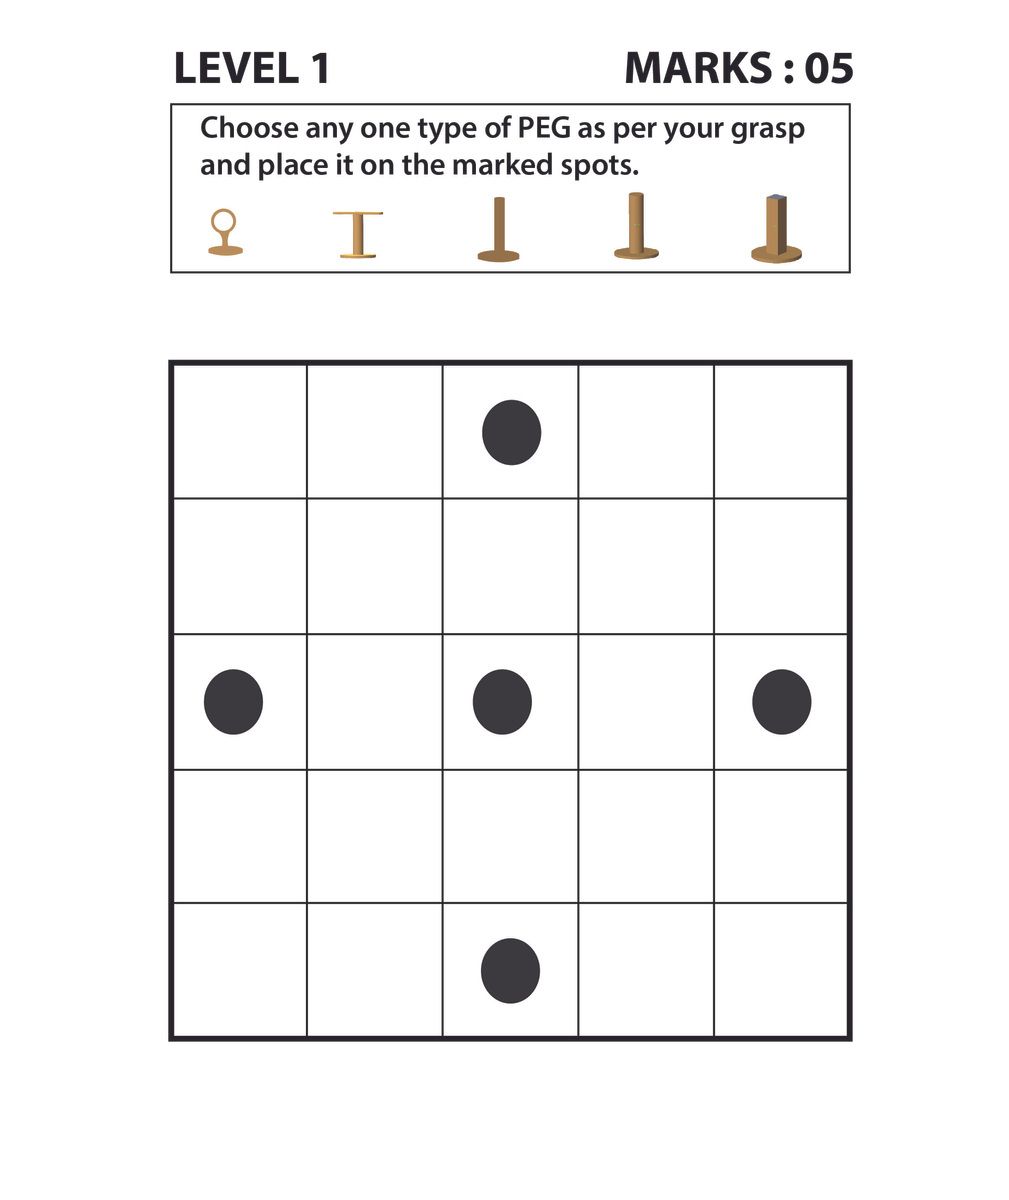 LEVEL 1
MARKS : 05
Choose any one type of PEG as per your grasp
and place it on the marked spots.